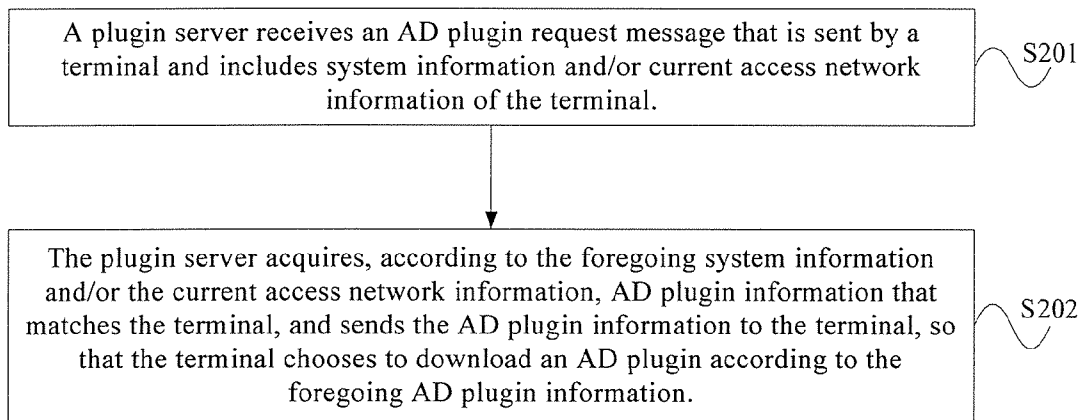 A plugin server receives an AD plugin request message that is sent by a
terminal and includes system information and/or current access network
information of the terminal.
S201
The plugin server acquires, according to the foregoing system information
and/or the current access network information, AD plugin information that
matches the terminal, and sends the AD plugin information to the terminal, so
that the terminal chooses to download an AD plugin according to the
foregoing AD plugin information.
S202